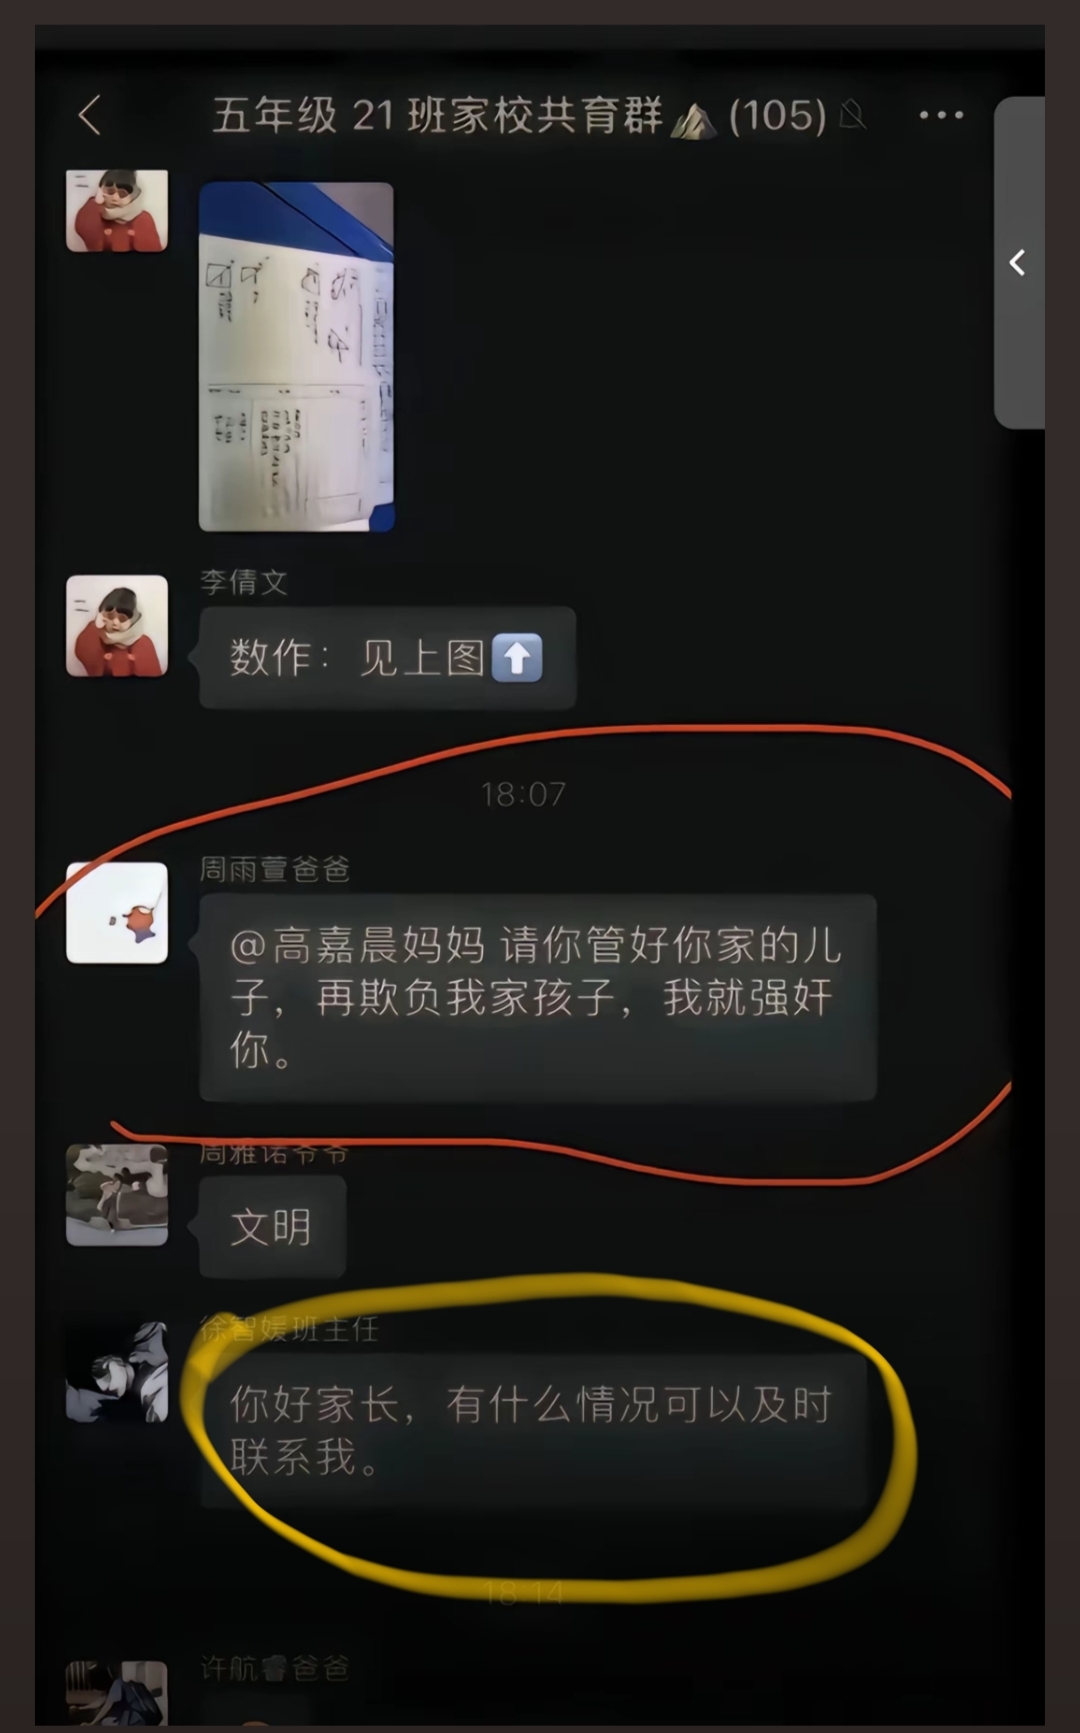 五年级 21 班家校共育群⛰️ (105)
李倩文
数作： 见上图⬆️
18:07
周雨萱爸爸
@高嘉晨妈妈 请你管好你家的儿
子，再欺负我家孩子，我就强奸
你。
周雅诺爷爷
文明
徐智媛班主任
你好家长，有什么情况可以及时
联系我。
18:14
许航睿爸爸